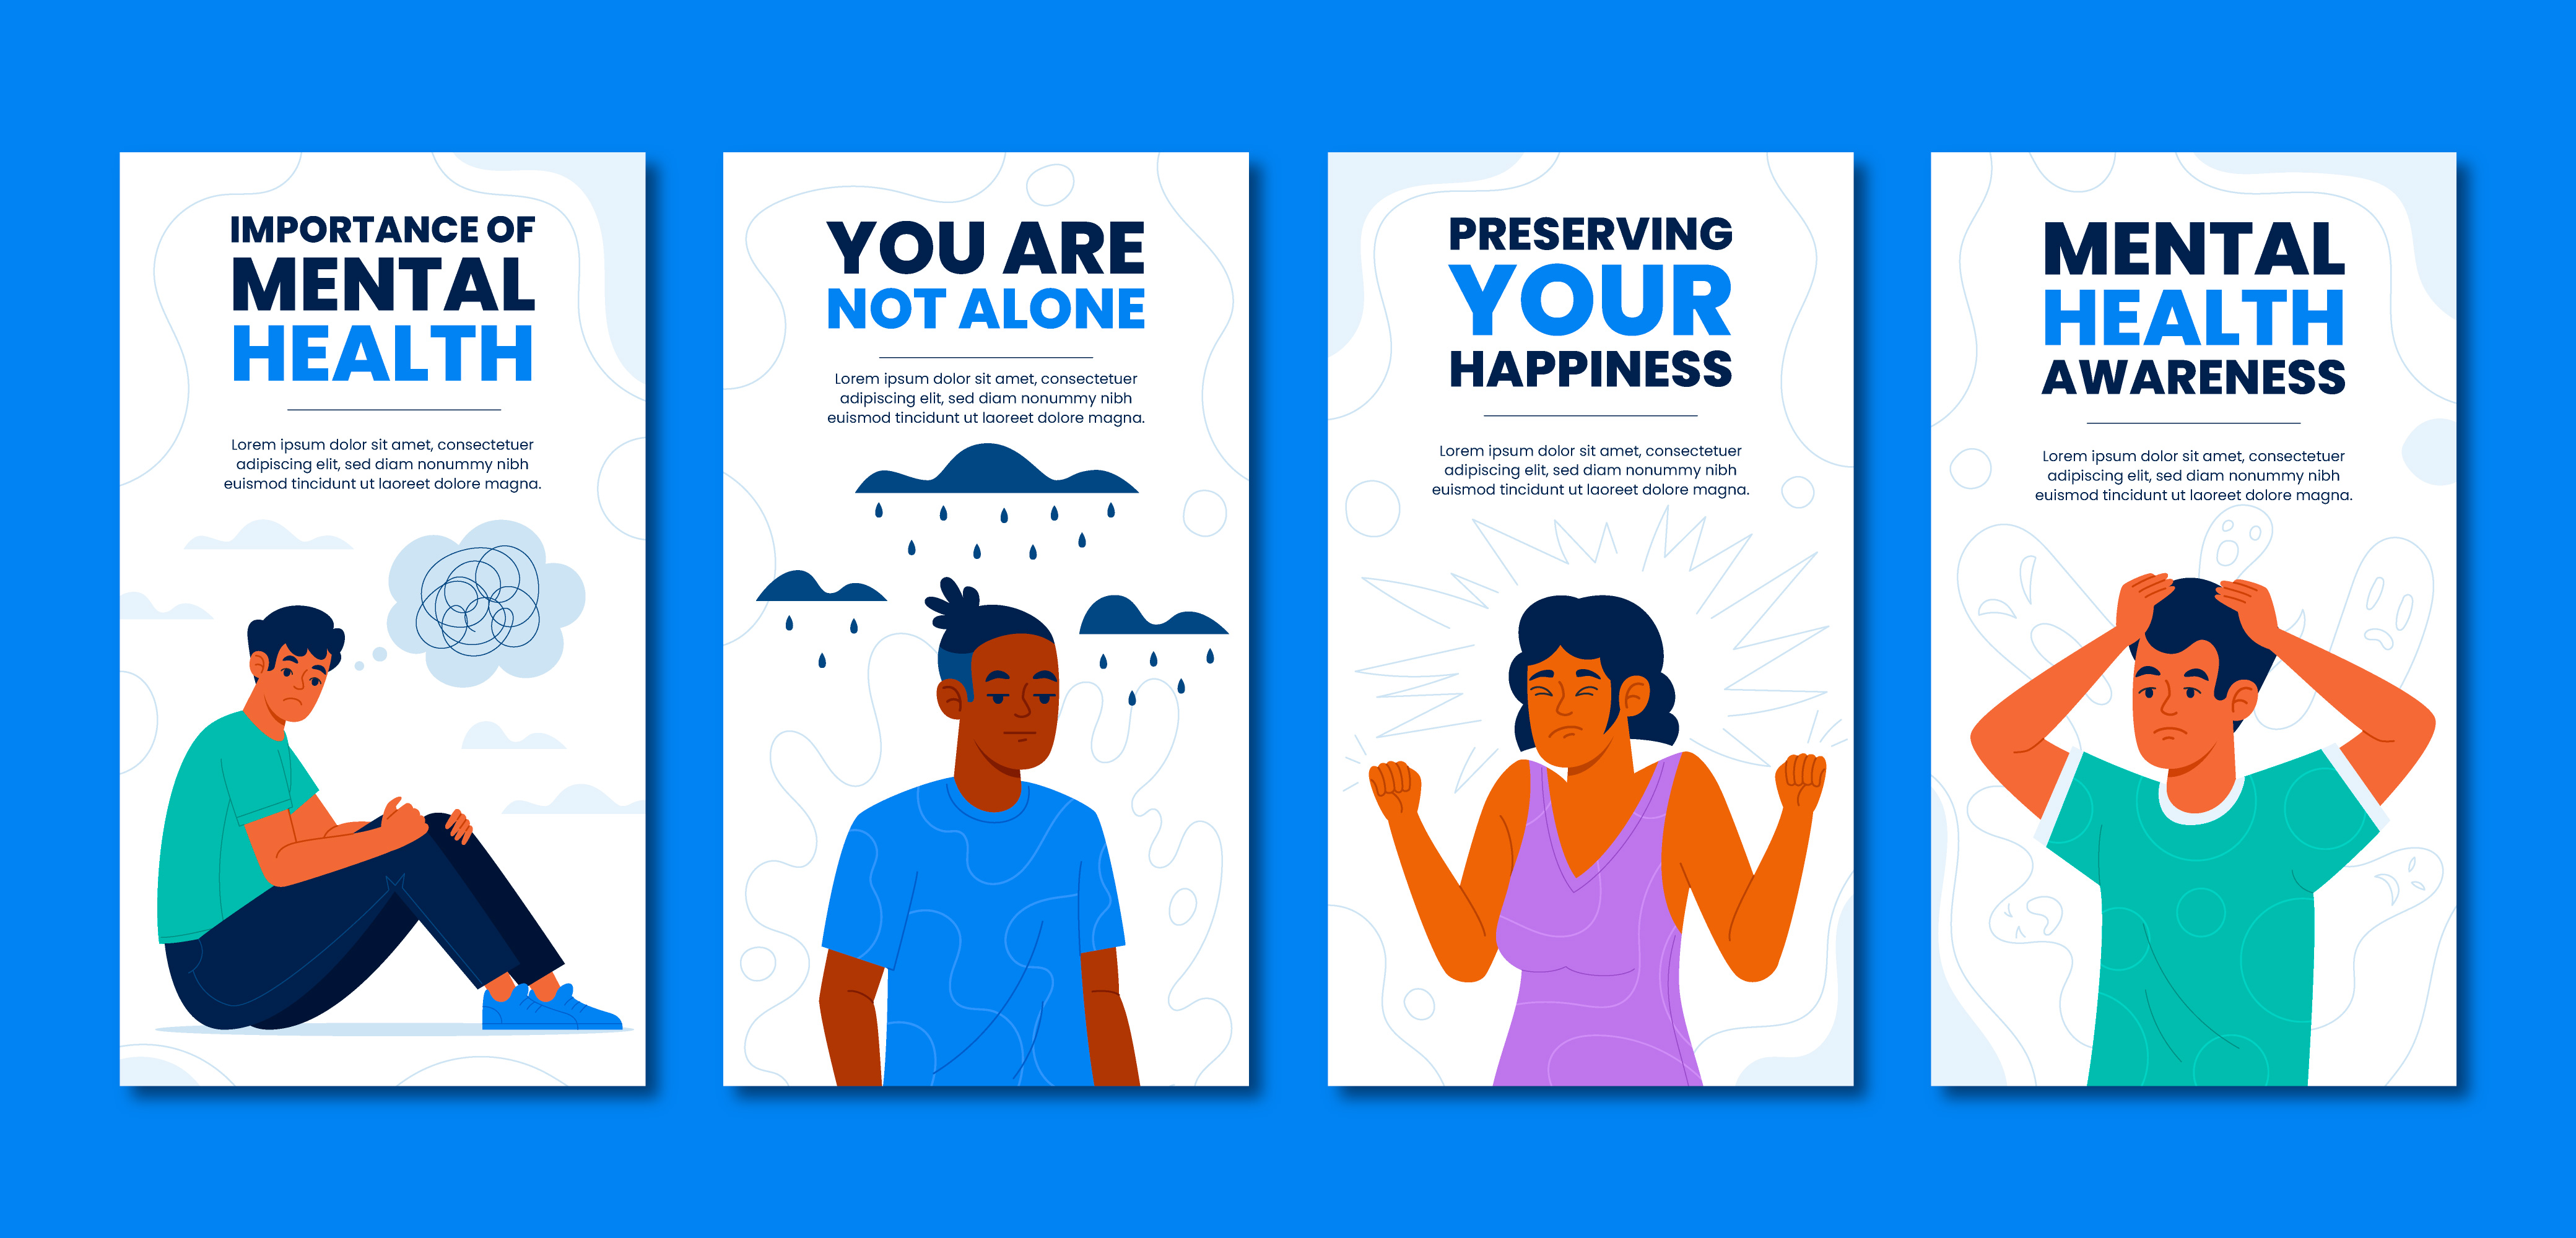 IMPORTANCE OF
MENTAL
HEALTH
Lorem ipsum dolor sit amet, consectetuer
adipiscing elit, sed diam nonummy nibh
euismod tincidunt ut laoreet dolore magna.
YOU ARE
NOT ALONE
Lorem ipsum dolor sit amet, consectetuer
adipiscing elit, sed diam nonummy nibh
euismod tincidunt ut laoreet dolore magna.
PRESERVING
YOUR
HAPPINESS
Lorem ipsum dolor sit amet, consectetuer
adipiscing elit, sed diam nonummy nibh
euismod tincidunt ut laoreet dolore magna.
MENTAL
HEALTH
AWARENESS
Lorem ipsum dolor sit amet, consectetuer
adipiscing elit, sed diam nonummy nibh
euismod tincidunt ut laoreet dolore magna.